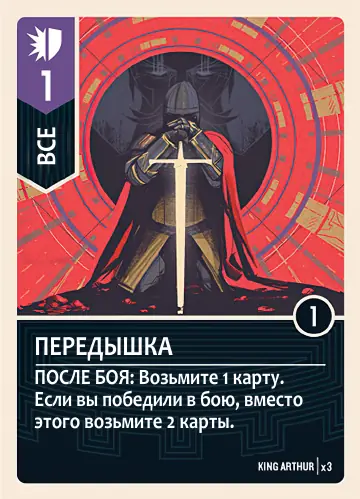 1
ВСЕ
1
ПЕРЕДЫШКА
ПОСЛЕ БОЯ: Возьмите 1 карту.
Если вы победили в бою, вместо
этого возьмите 2 карты.
KING ARTHUR | x3